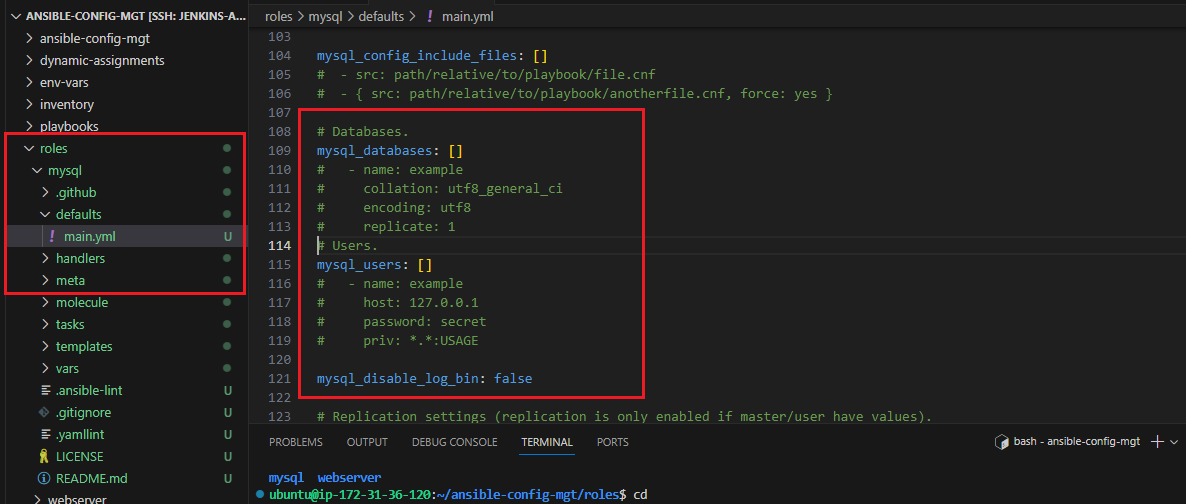 ANSIBLE-CONFIG-MGT [SSH: JENKINS-A...
ansible-config-mgt
dynamic-assignments
env-vars
inventory
playbooks
roles
mysql
.github
defaults
! main.yml U
handlers
meta
molecule
tasks
templates
vars
.ansible-lint U
.gitignore U
.yamllint U
LICENSE U
README.md U
webserver
roles > mysql > defaults > ! main.yml
103
104 mysql_config_include_files: []
105 #  - src: path/relative/to/playbook/file.cnf
106 #  - { src: path/relative/to/playbook/anotherfile.cnf, force: yes }
107
108 # Databases.
109 mysql_databases: []
110 #   - name: example
111 #     collation: utf8_general_ci
112 #     encoding: utf8
113 #     replicate: 1
114 # Users.
115 mysql_users: []
116 #   - name: example
117 #     host: 127.0.0.1
118 #     password: secret
119 #     priv: *.*:USAGE
120
121 mysql_disable_log_bin: false
122
123 # Replication settings (replication is only enabled if master/user have values).
PROBLEMS OUTPUT DEBUG CONSOLE TERMINAL PORTS bash - ansible-config-mgt
mysql  webserver
ubuntu@ip-172-31-36-120:~/ansible-config-mgt/roles$ cd